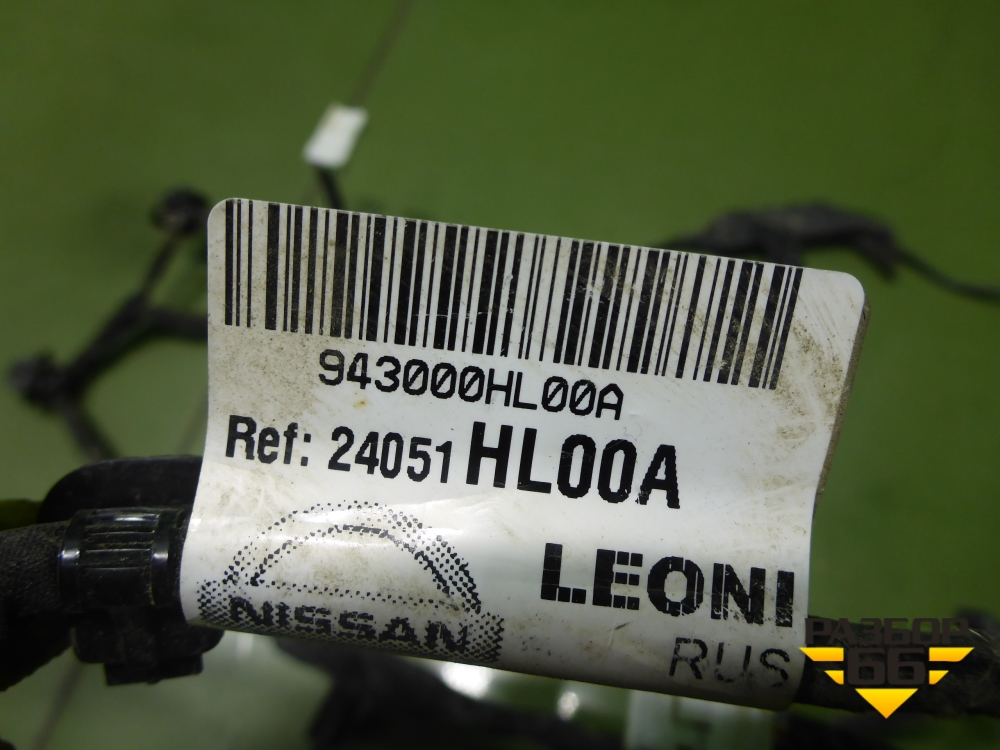 943000HL00A
Ref: 24051 HL00A
NISSAN
LEONI
RUS
РАЗБОР
66